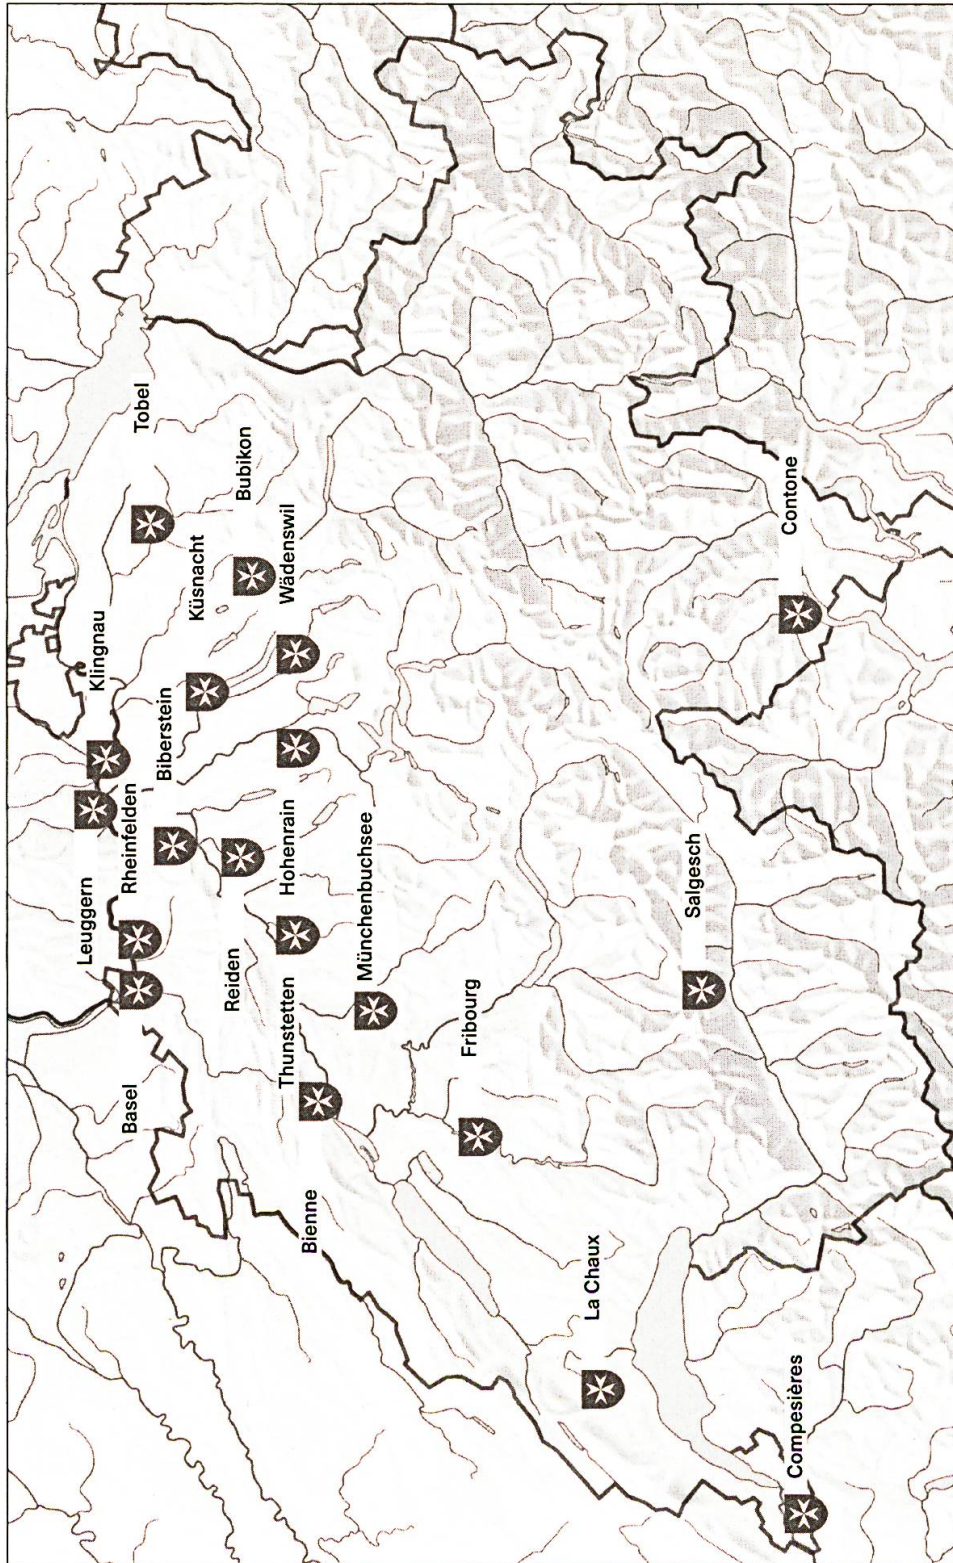 Leuggern
Klingnau
Tobel
Basel
Rheinfelden
Biberstein
Küsnacht
Bubikon
Reiden
Bienne
Thunstetten
Hohenrain
Wädenswil
Münchenbuchsee
Fribourg
La Chaux
Salgesch
Contone
Compesières